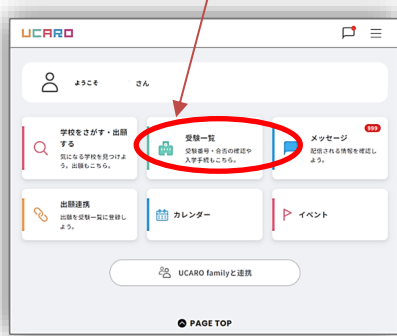 UCARO
ようこそ さん
学校をさがす・出願
する
気になる学校を見つけよ
う。出願もこちら。
受験一覧
受験番号・合否の確認や
入学手続もこちら。
999
メッセージ
配信される情報を確認し
よう。
出願連携
出願を受験一覧に登録し
よう。
カレンダー
イベント
UCARO familyと連携
PAGE TOP